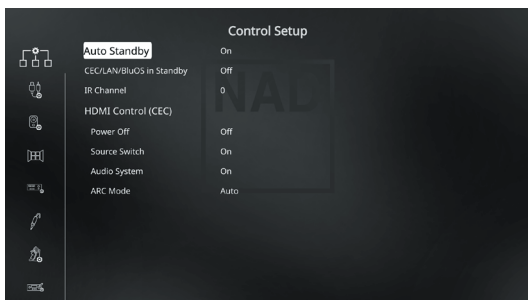 Control Setup
Auto Standby On
CEC/LAN/BluOS in Standby Off
IR Channel 0
HDMI Control (CEC)
Power Off Off
Source Switch On
Audio System On
ARC Mode Auto
NAD